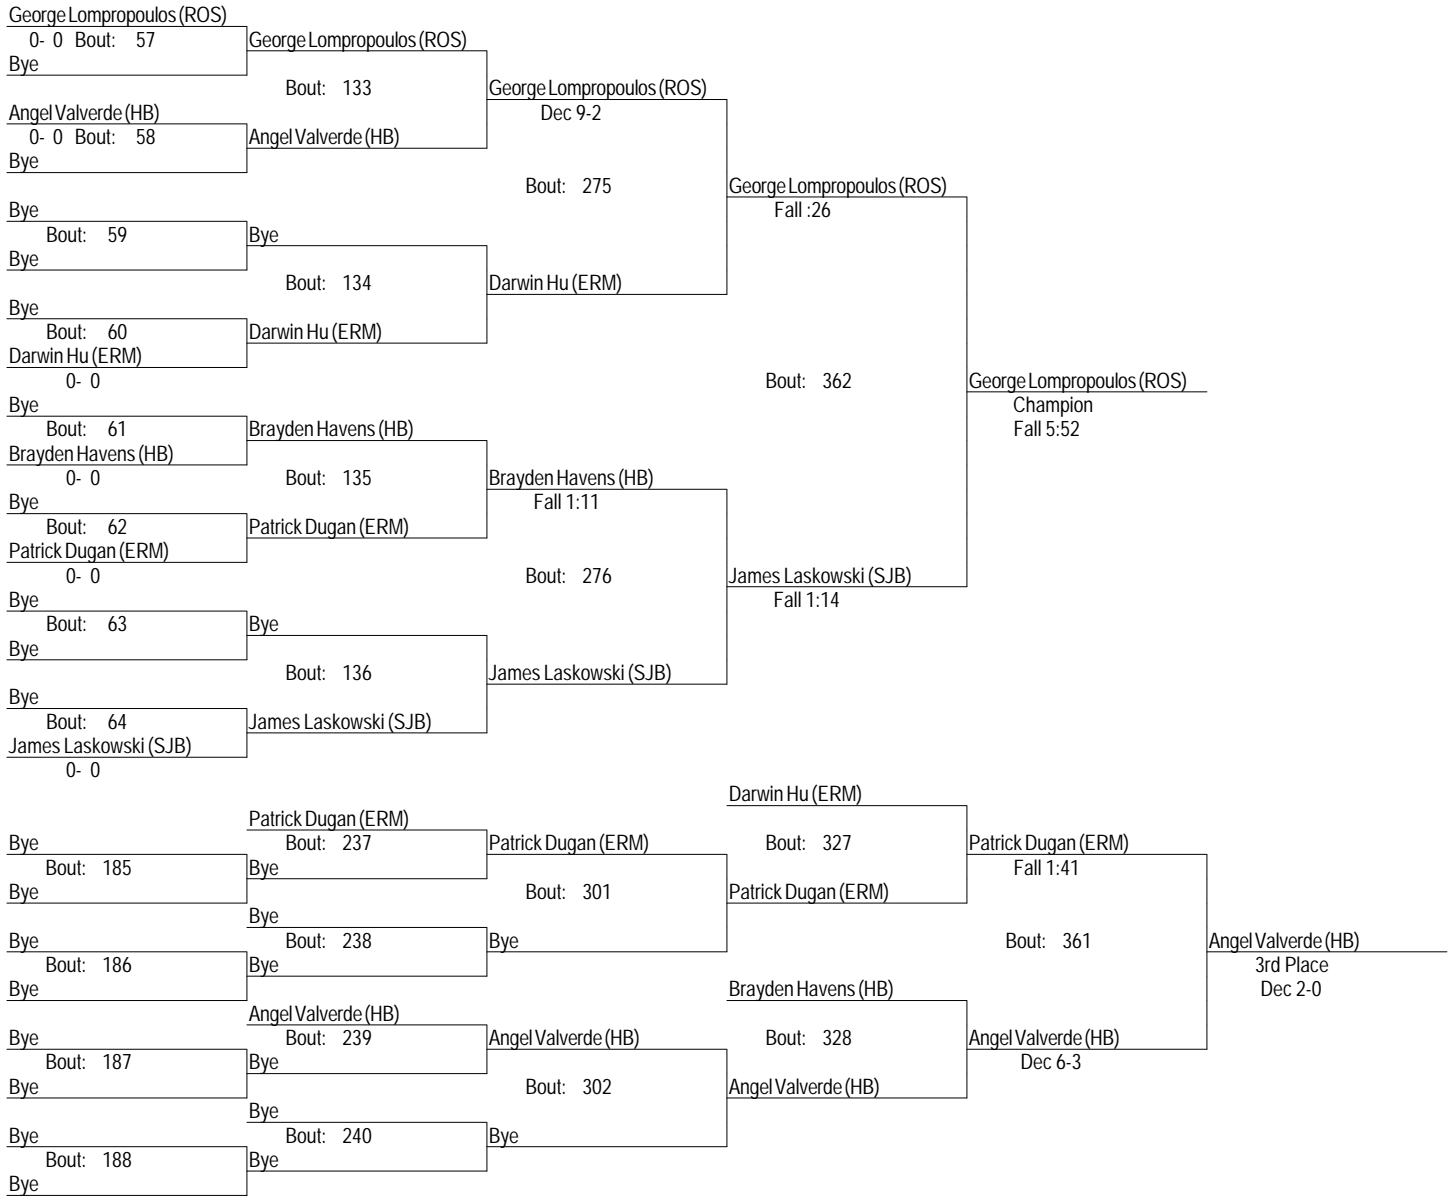 George Lompropoulos (ROS)
0- 0 Bout: 57
Bye
George Lompropoulos (ROS)
Bout: 133
Angel Valverde (HB)
0- 0 Bout: 58
Bye
Angel Valverde (HB)
George Lompropoulos (ROS)
Dec 9-2
Bout: 275
Bye
Bout: 59
Bye
Bye
Bout: 134
Bye
Bout: 60
Darwin Hu (ERM)
0- 0
Darwin Hu (ERM)
Darwin Hu (ERM)
George Lompropoulos (ROS)
Fall :26
Bout: 362
Bye
Bout: 61
Brayden Havens (HB)
0- 0
Brayden Havens (HB)
Bout: 135
Bye
Bout: 62
Patrick Dugan (ERM)
0- 0
Patrick Dugan (ERM)
Brayden Havens (HB)
Fall 1:11
Bout: 276
Bye
Bout: 63
Bye
Bye
Bout: 136
Bye
Bout: 64
James Laskowski (SJB)
0- 0
James Laskowski (SJB)
James Laskowski (SJB)
James Laskowski (SJB)
Fall 1:14
George Lompropoulos (ROS)
Champion
Fall 5:52
Bye
Bout: 185
Bye
Patrick Dugan (ERM)
Bout: 237
Bye
Patrick Dugan (ERM)
Bout: 301
Bye
Bout: 186
Bye
Bye
Bout: 238
Bye
Bye
Darwin Hu (ERM)
Bout: 327
Patrick Dugan (ERM)
Patrick Dugan (ERM)
Fall 1:41
Bout: 361
Bye
Bout: 187
Bye
Angel Valverde (HB)
Bout: 239
Bye
Angel Valverde (HB)
Bout: 302
Bye
Bout: 188
Bye
Bye
Bout: 240
Bye
Bye
Brayden Havens (HB)
Bout: 328
Angel Valverde (HB)
Angel Valverde (HB)
Dec 6-3
Angel Valverde (HB)
3rd Place
Dec 2-0